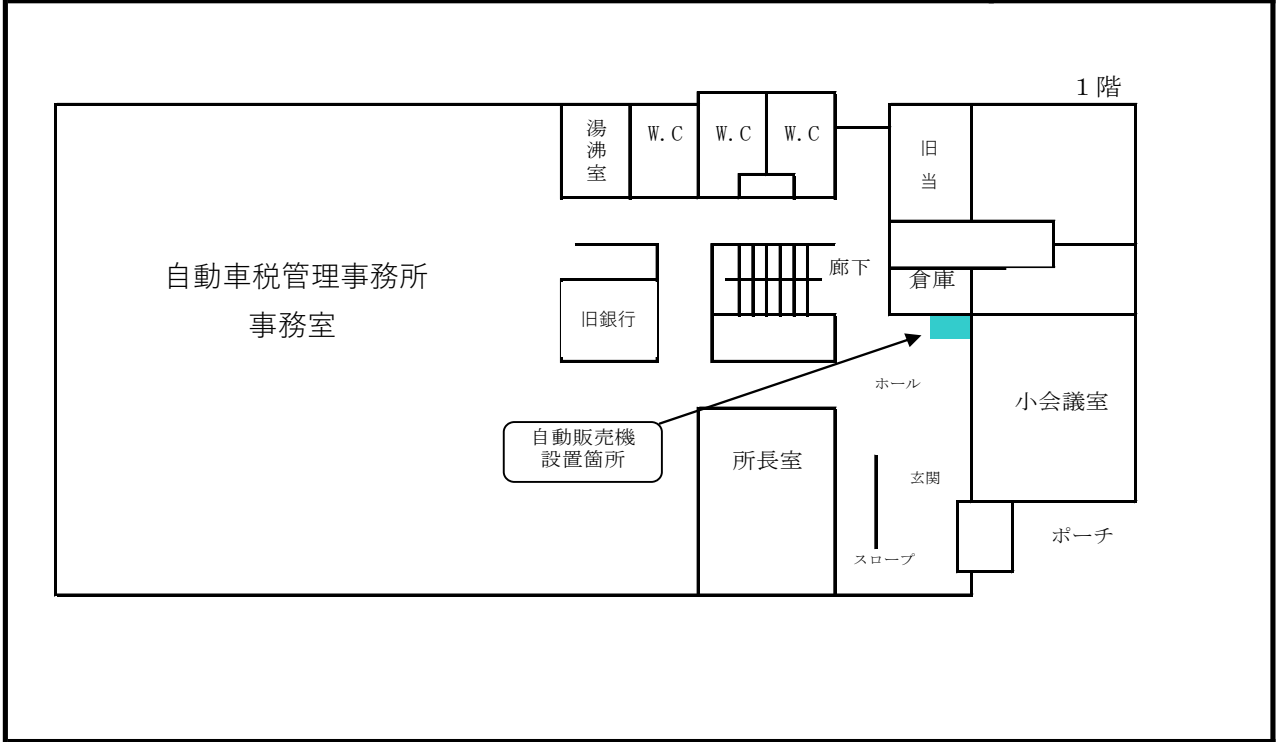 １階
湯沸室
W.C
W.C
W.C
旧当
廊下
倉庫
自動車税管理事務所
事務室
旧銀行
ホール
小会議室
自動販売機
設置箇所
所長室
玄関
ポーチ
スロープ